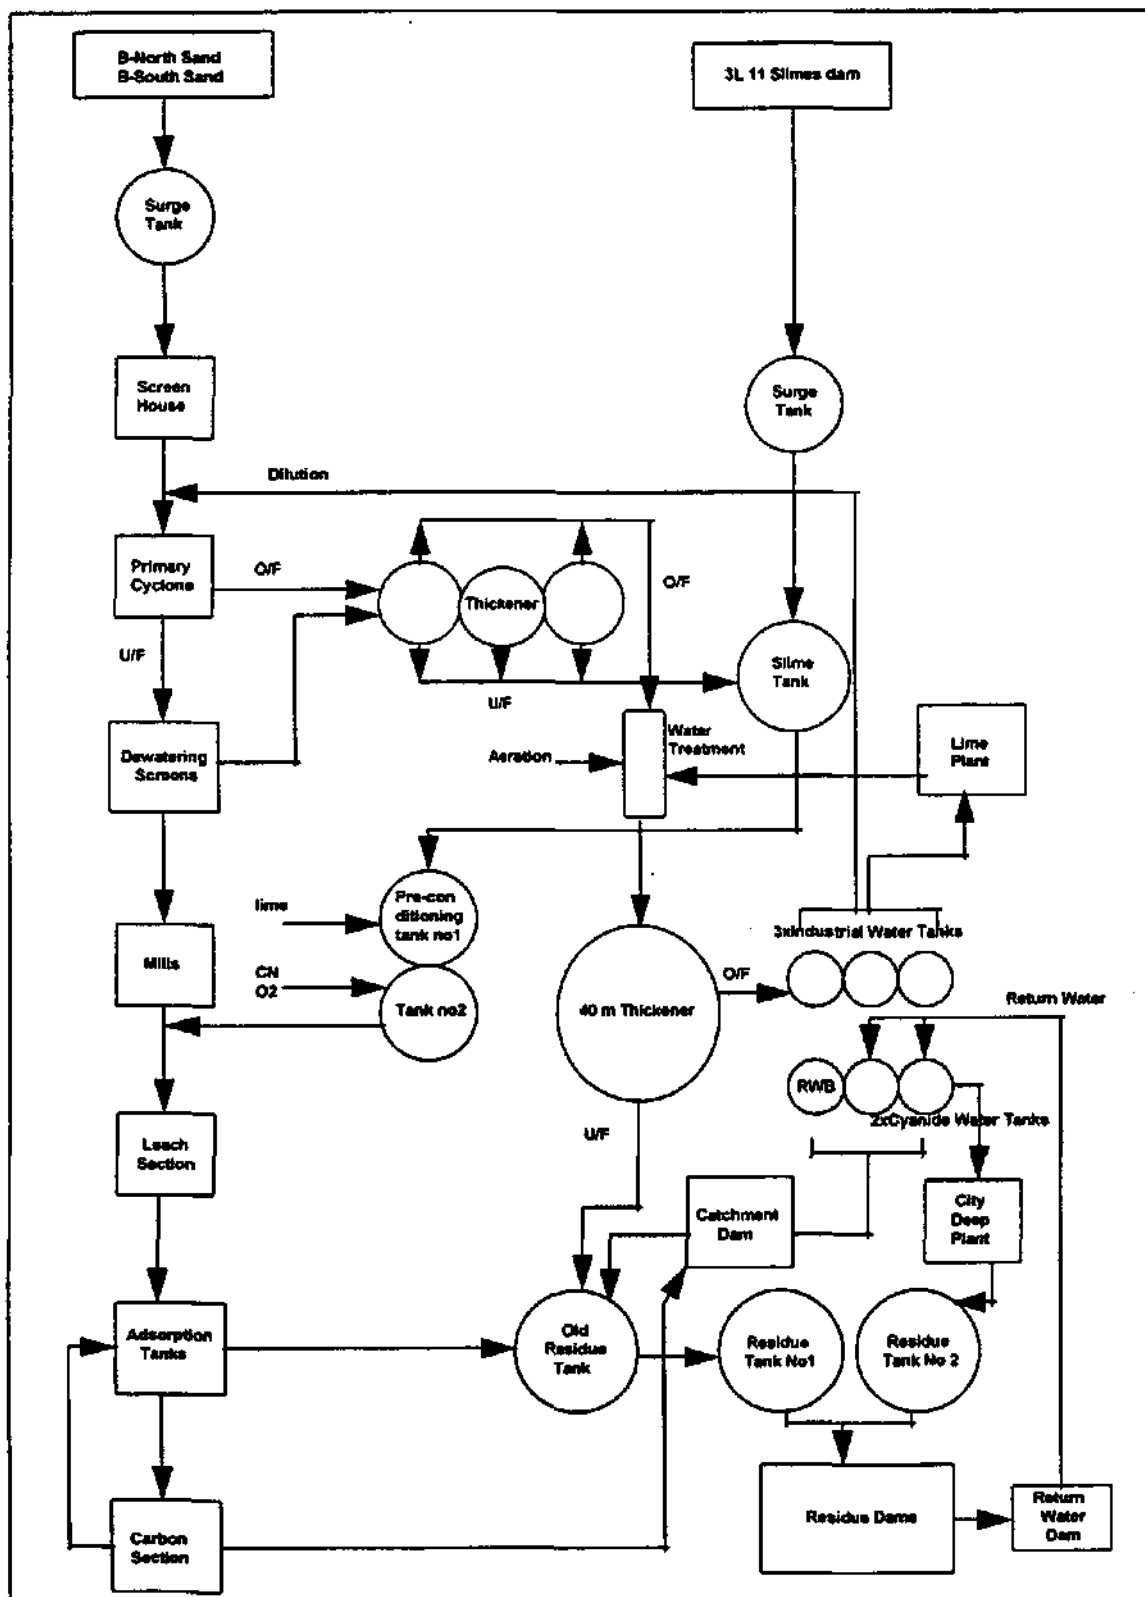 B-North Sand
B-South Sand
3L 11 Slimes dam
Surge
Tank
Screen
House
Surge
Tank
Dilution
Primary
Cyclone
O/F
Thickener
O/F
U/F
Slime
Tank
U/F
Dewatering
Screens
Water
Treatment
Aeration
Lime
Plant
lime
Pre-con
ditioning
tank no1
3xIndustrial Water Tanks
Mills
CN
O2
Tank no2
40 m Thickener
O/F
Return Water
RWB
2xCyanide Water Tanks
U/F
Leach
Section
Catchment
Dam
City
Deep
Plant
Adsorption
Tanks
Old
Residue
Tank
Residue
Tank No1
Residue
Tank No 2
Carbon
Section
Residue Dams
Return
Water
Dam